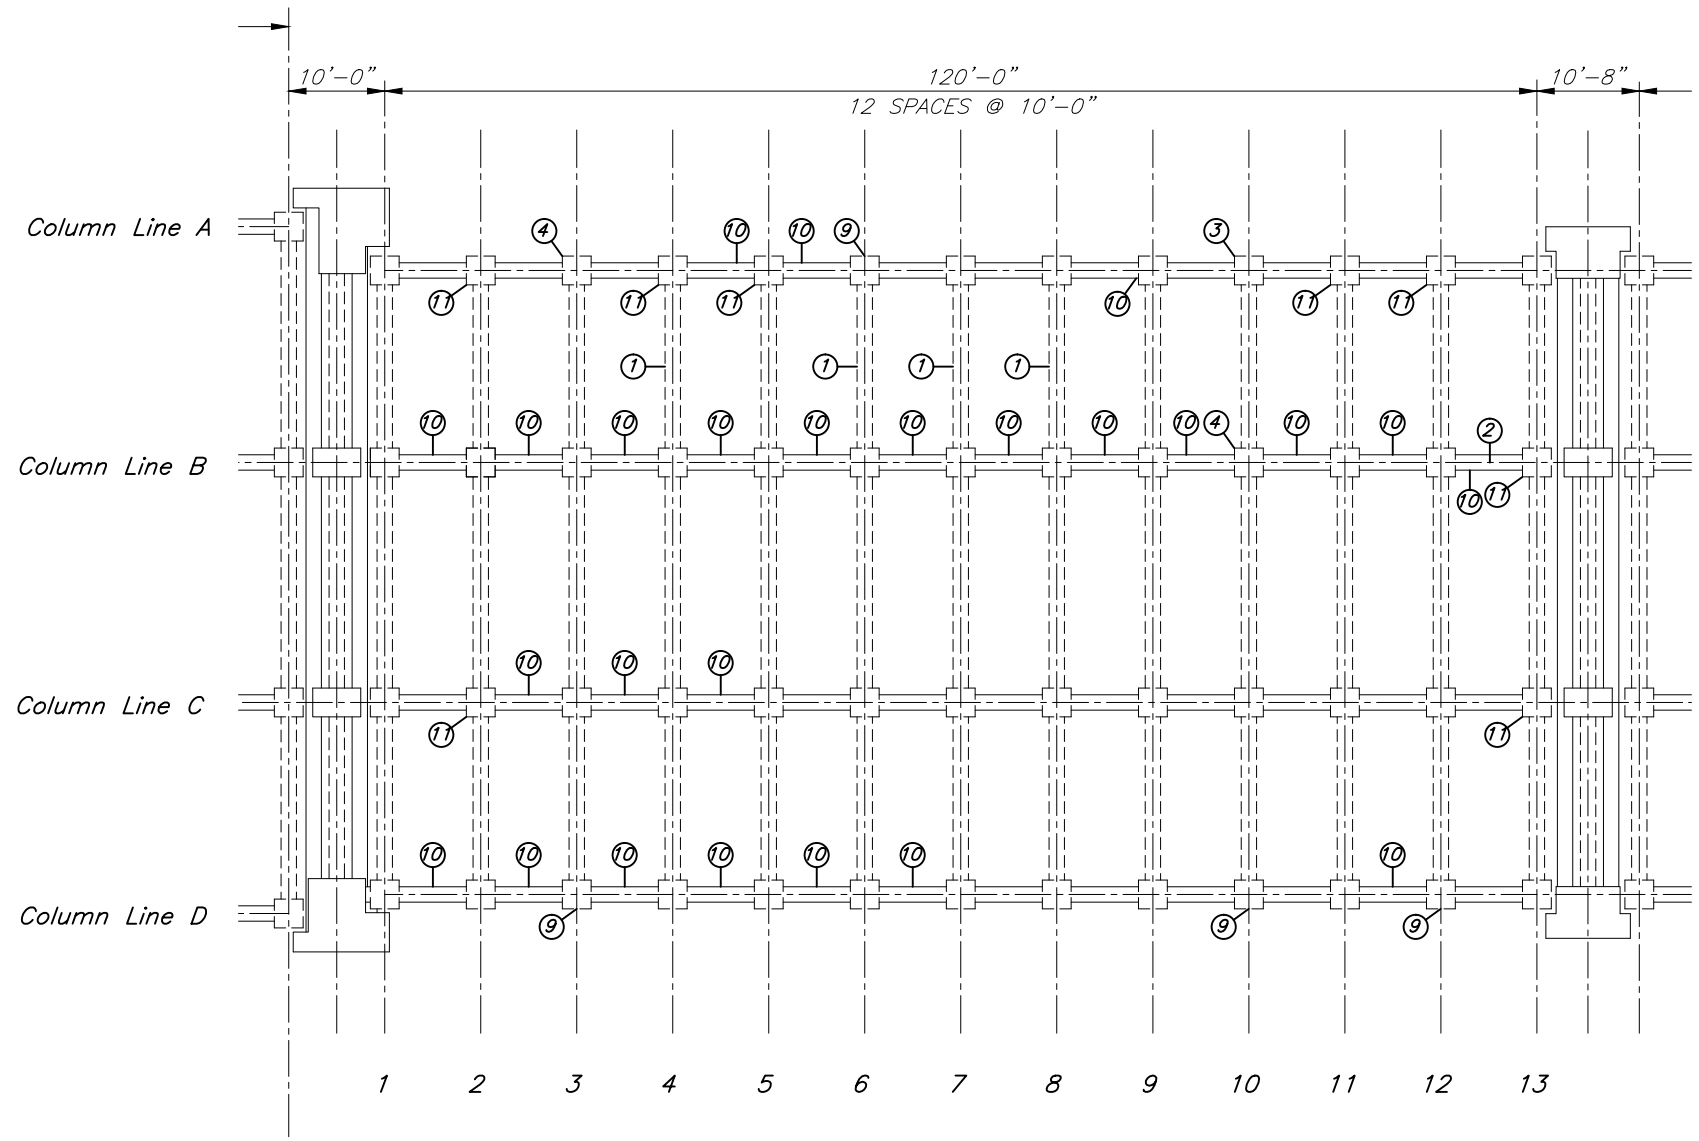 10'-0" 120'-0" 10'-8"
12 SPACES @ 10'-0"
Column Line A
4 10 10 9 3
11 11 11 10 11 11
1 1 1 1
10 10 10 10 10 10 10 10 10 4 10 10 2
Column Line B
10 11
10 10 10
Column Line C
11 11
10 10 10 10 10 10 10
Column Line D
9 9 9
1 2 3 4 5 6 7 8 9 10 11 12 13